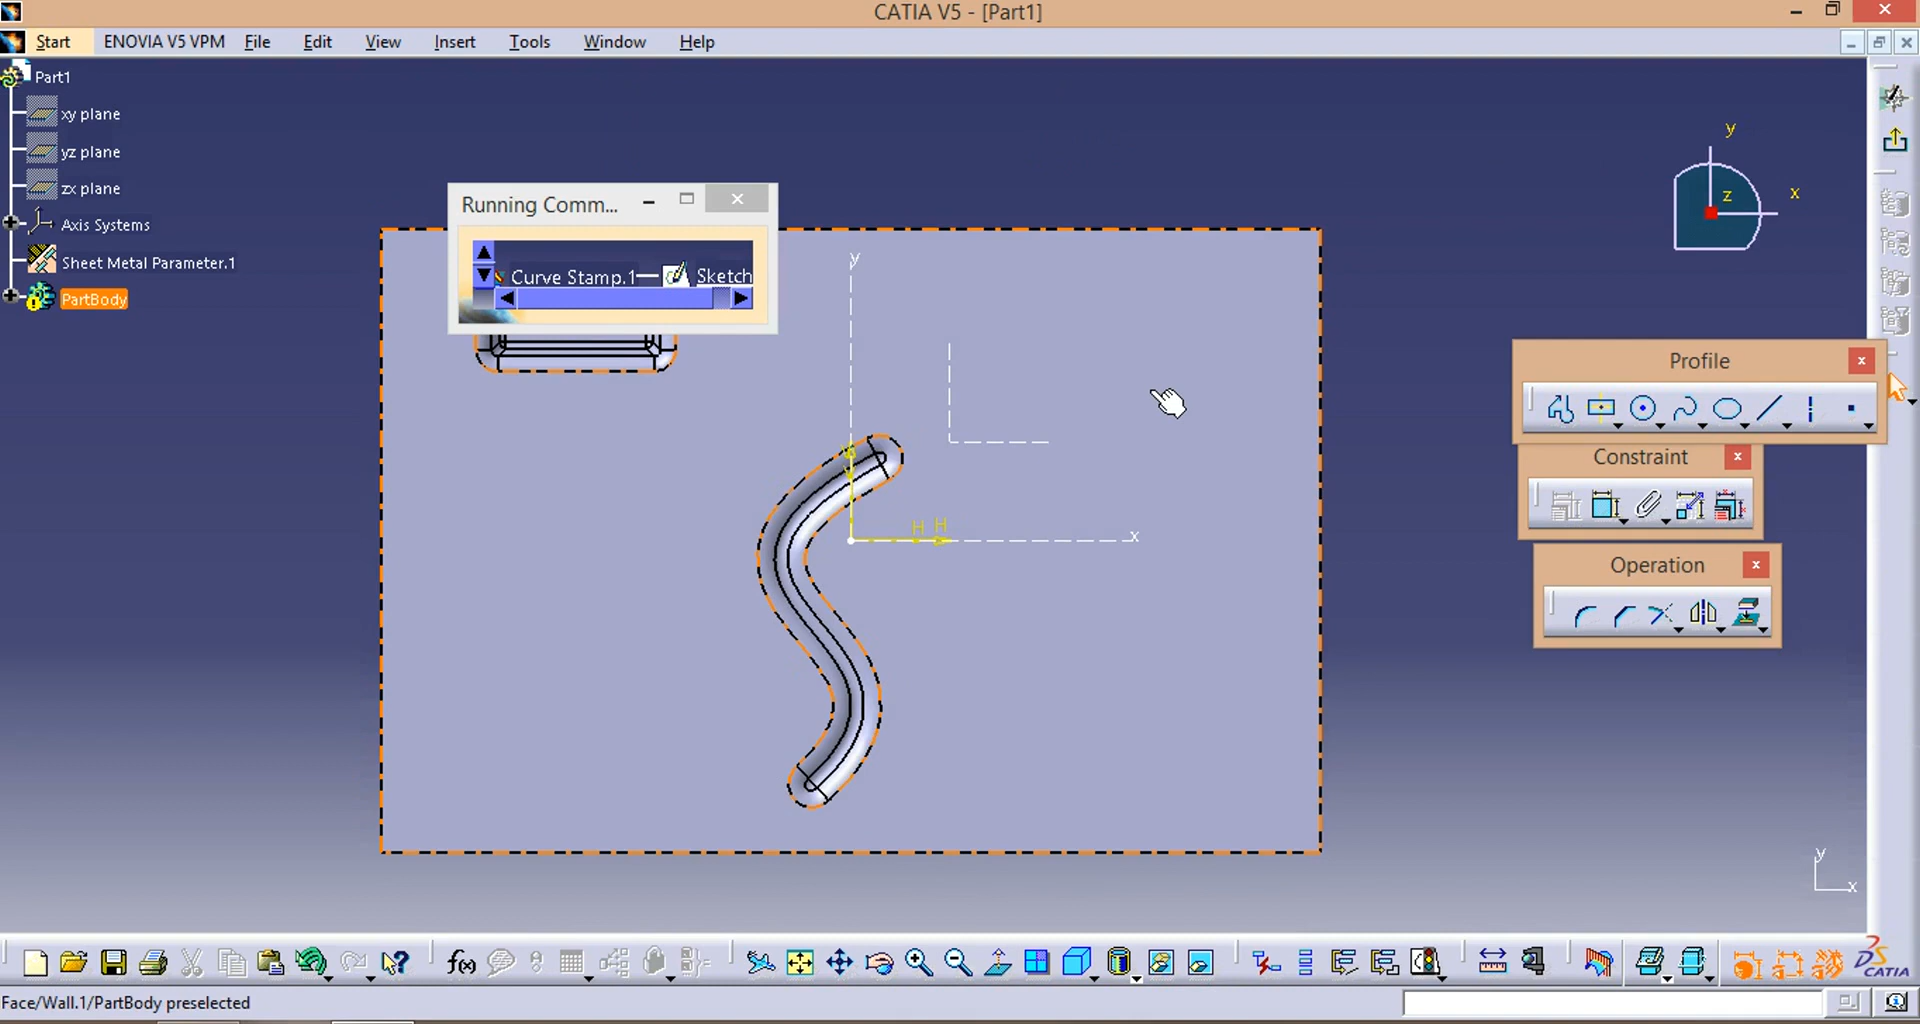 CATIA V5 - [Part1]
Start ENOVIA V5 VPM File Edit View Insert Tools Window Help
Part1
xy plane
yz plane
zx plane
Axis Systems
Sheet Metal Parameter.1
PartBody
Running Comm...
Curve Stamp.1 Sketch
y
x
H H
y
x
z
Profile
Constraint
Operation
y
x
f(x)
CATIA
Face/Wall.1/PartBody preselected